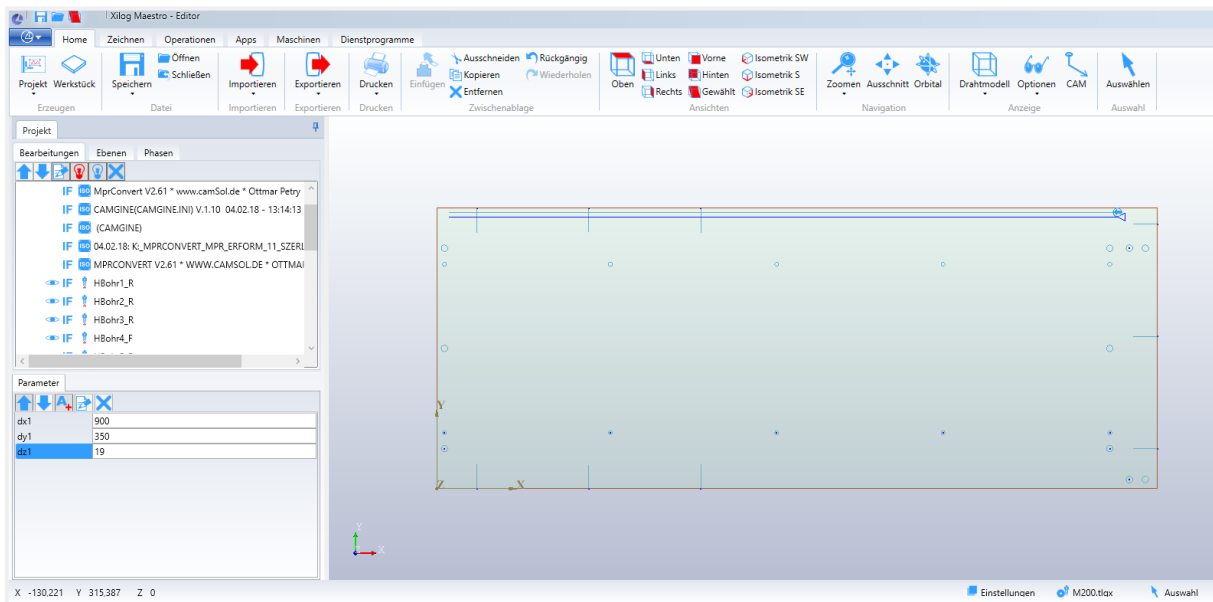 Xilog Maestro - Editor
Home Zeichnen Operationen Apps Maschinen Dienstprogramme
Öffnen Ausschneiden Rückgängig Unten Vorne Isometrik SW
Schließen Kopieren Wiederholen Links Hinten Isometrik S
Projekt Werkstück Speichern Importieren Exportieren Drucken Einfügen Entfernen Oben Rechts Gewählt Isometrik SE Zoomen Ausschnitt Orbital Drahtmodell Optionen CAM Auswählen
Erzeugen Datei Importieren Exportieren Drucken Zwischenablage Ansichten Navigation Anzeige Auswahl
Projekt
Bearbeitungen Ebenen Phasen
IF ISO MprConvert V2.61 * www.camSol.de * Ottmar Petry
IF ISO CAMGINE(CAMGINE.INI) V.1.10 04.02.18 - 13:14:13
IF ISO (CAMGINE)
IF ISO 04.02.18: K:_MPRCONVERT_MPR_ERFORM_11_SZERL
IF ISO MPRCONVERT V2.61 * WWW.CAMSOL.DE * OTTMAI
IF HBohr1_R
IF HBohr2_R
IF HBohr3_R
IF HBohr4_F
Parameter
dx1 900
dy1 350
dz1 19
Y
Z X
Y
X
X -130,221 Y 315,387 Z 0 Einstellungen M200.tlgx Auswahl